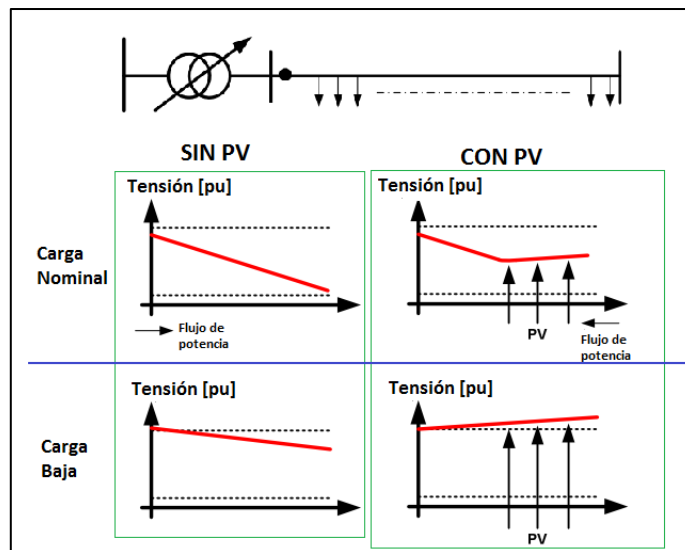 SIN PV
CON PV
Tensión [pu]
Tensión [pu]
Carga
Nominal
Flujo de
potencia
PV
Flujo de
potencia
Tensión [pu]
Tensión [pu]
Carga
Baja
PV